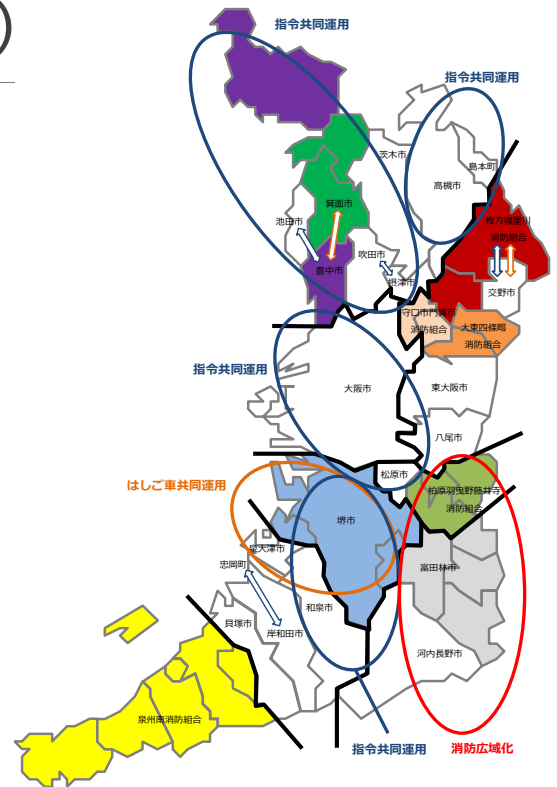 指令共同運用
指令共同運用
茨木市
島本町
高槻市
箕面市
池田市
枚方寝屋川
消防組合
吹田市
豊中市
摂津市
交野市
守口市門真市
消防組合
大東四條畷
消防組合
指令共同運用
大阪市
東大阪市
八尾市
松原市
はしご車共同運用
柏原羽曳野藤井寺
消防組合
堺市
泉大津市
忠岡町
富田林市
和泉市
貝塚市
岸和田市
河内長野市
泉州南消防組合
指令共同運用
消防広域化